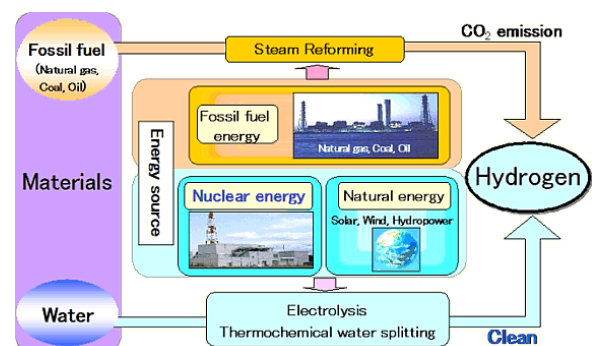 Fossil fuel
(Natural gas,
Coal, Oil)
Steam Reforming
CO₂ emission
Fossil fuel
energy
Natural gas, Coal, Oil
Energy source
Materials
Hydrogen
Nuclear energy
Natural energy
Solar, Wind, Hydropower
Water
Electrolysis
Thermochemical water splitting
Clean